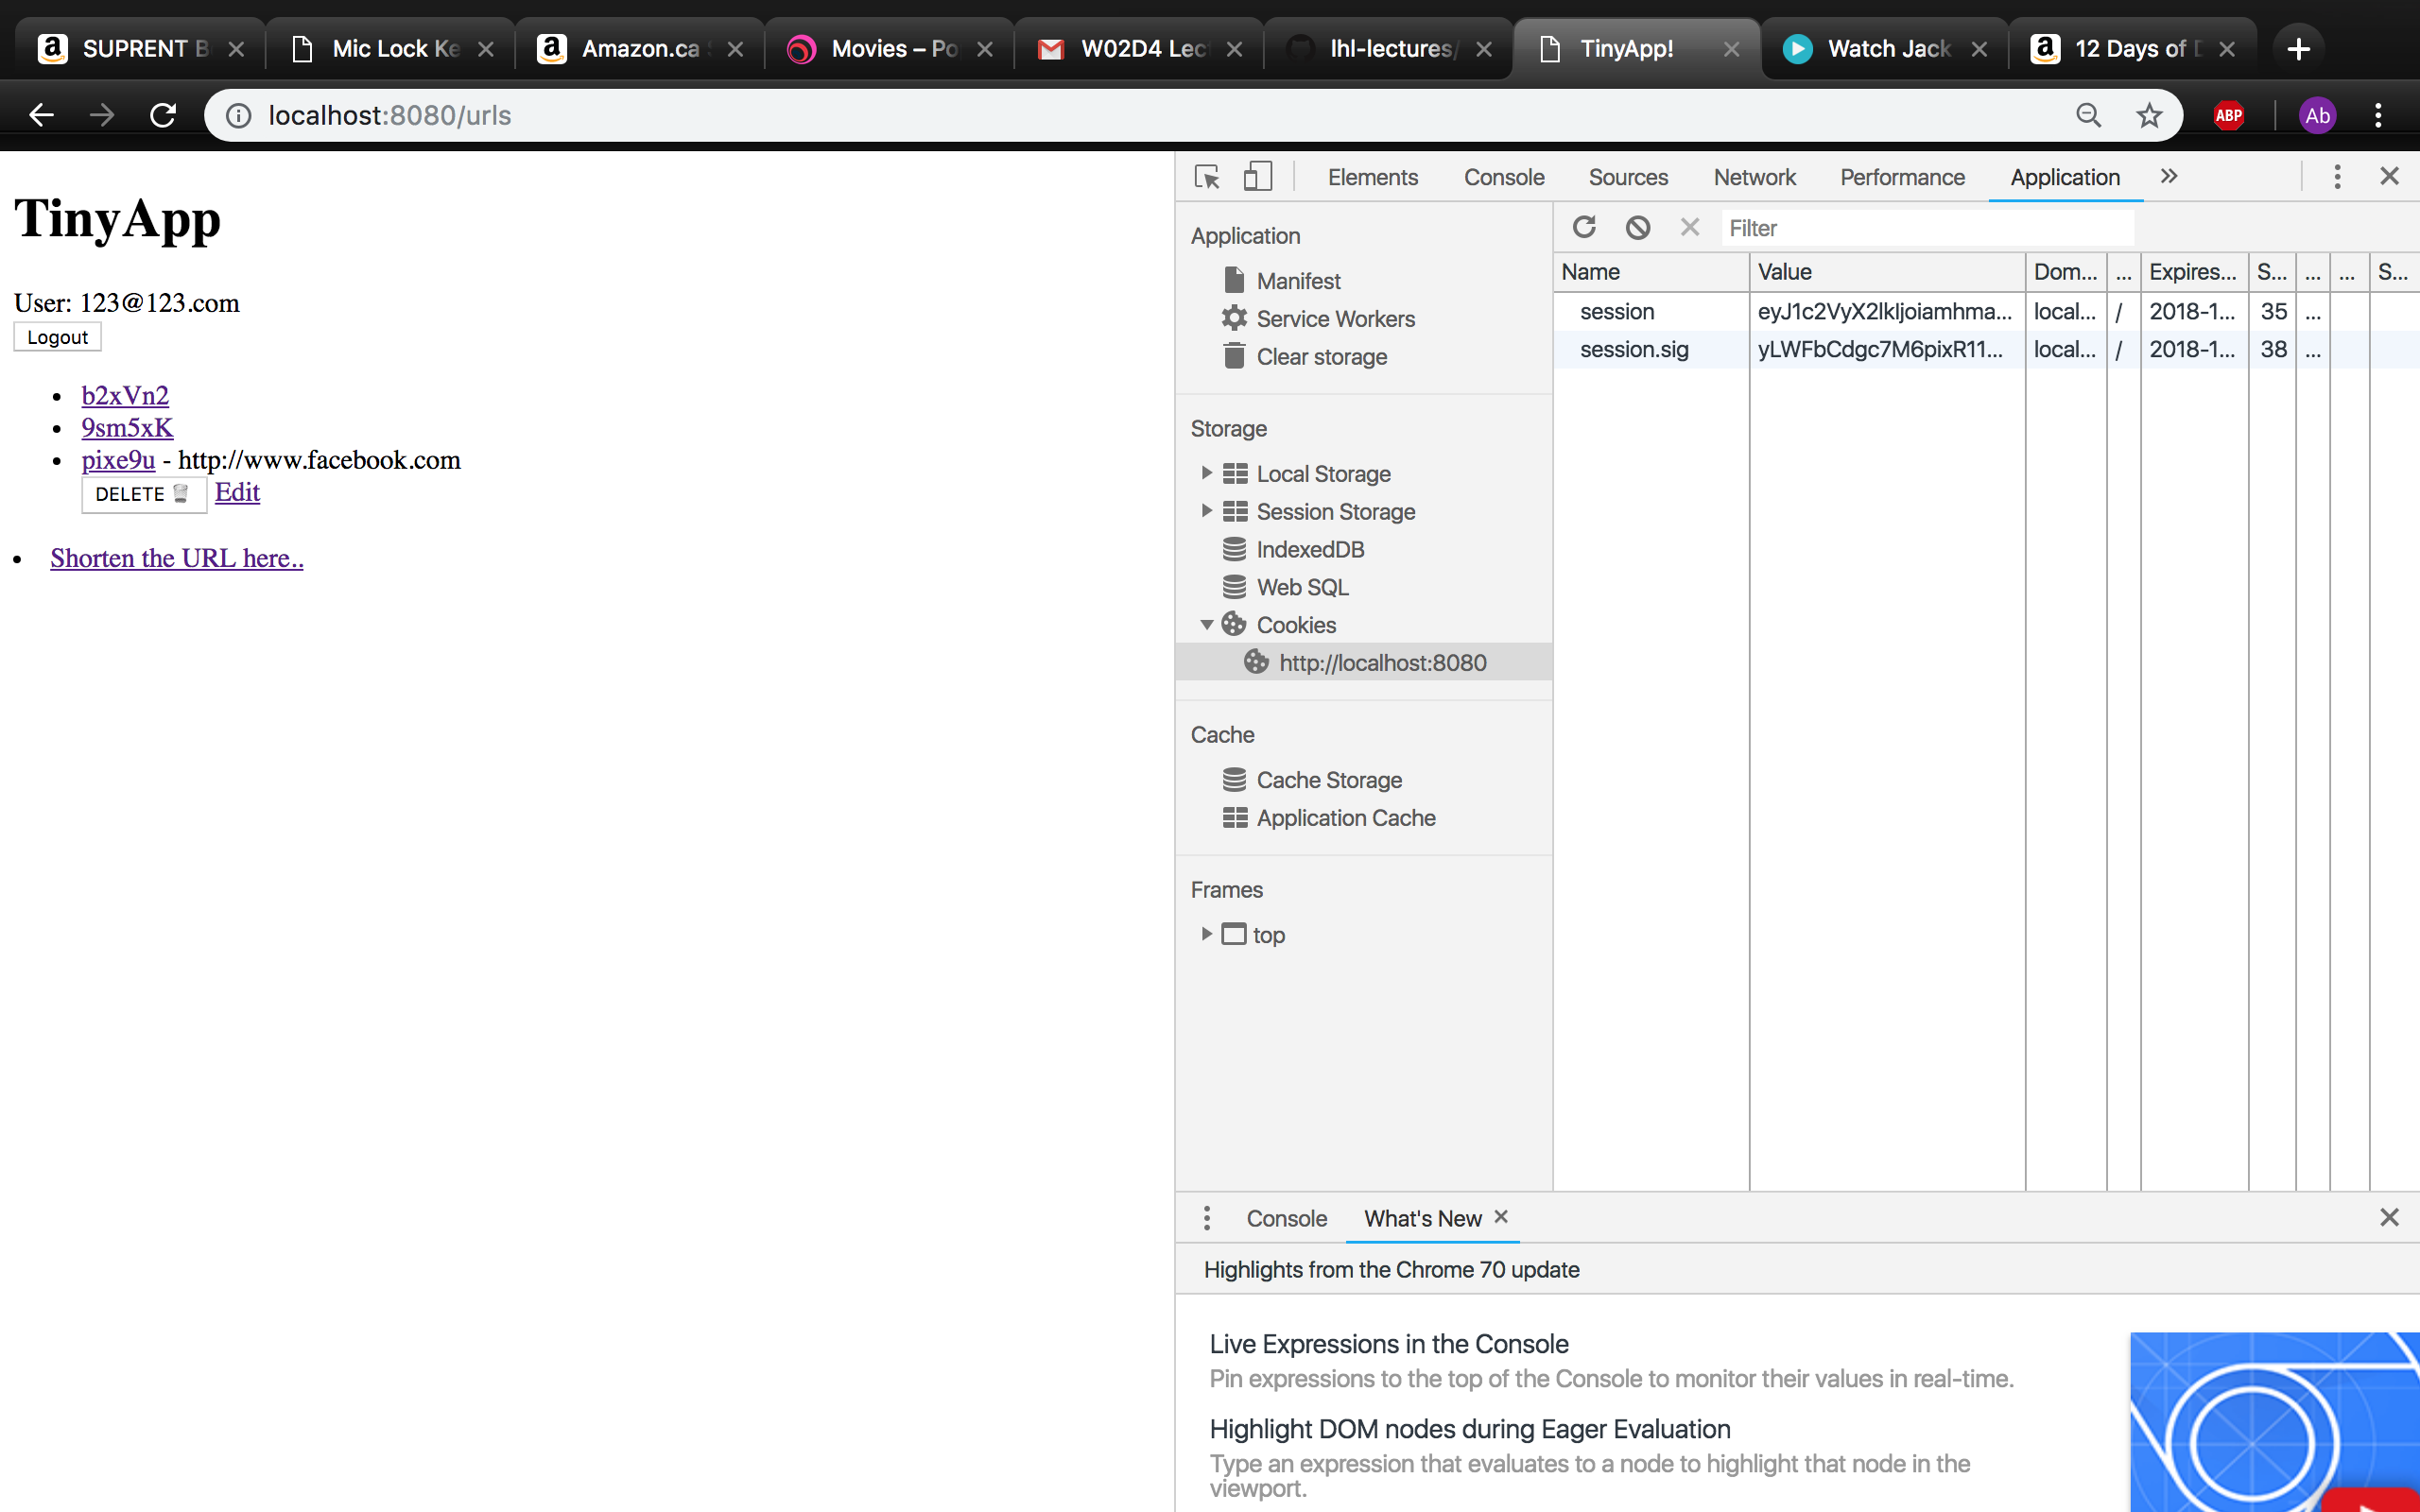 SUPRENT B
Mic Lock Ke
Amazon.ca
Movies – Po
W02D4 Lec
lhl-lectures/
TinyApp!
Watch Jack
12 Days of
localhost:8080/urls
ABP
Ab
TinyApp
User: 123@123.com
Logout
b2xVn2
9sm5xK
pixe9u - http://www.facebook.com
DELETE Edit
Shorten the URL here..
Elements Console Sources Network Performance Application
Application
Manifest
Service Workers
Clear storage
Storage
Local Storage
Session Storage
IndexedDB
Web SQL
Cookies
http://localhost:8080
Cache
Cache Storage
Application Cache
Frames
top
Filter
Name Value Dom... ... Expires... S... ... ... S...
session eyJ1c2VyX2lkIjoiamhma... local... / 2018-1... 35 ...
session.sig yLWFbCdgc7M6pixR11... local... / 2018-1... 38 ...
Console What's New
Highlights from the Chrome 70 update
Live Expressions in the Console
Pin expressions to the top of the Console to monitor their values in real-time.
Highlight DOM nodes during Eager Evaluation
Type an expression that evaluates to a node to highlight that node in the
viewport.